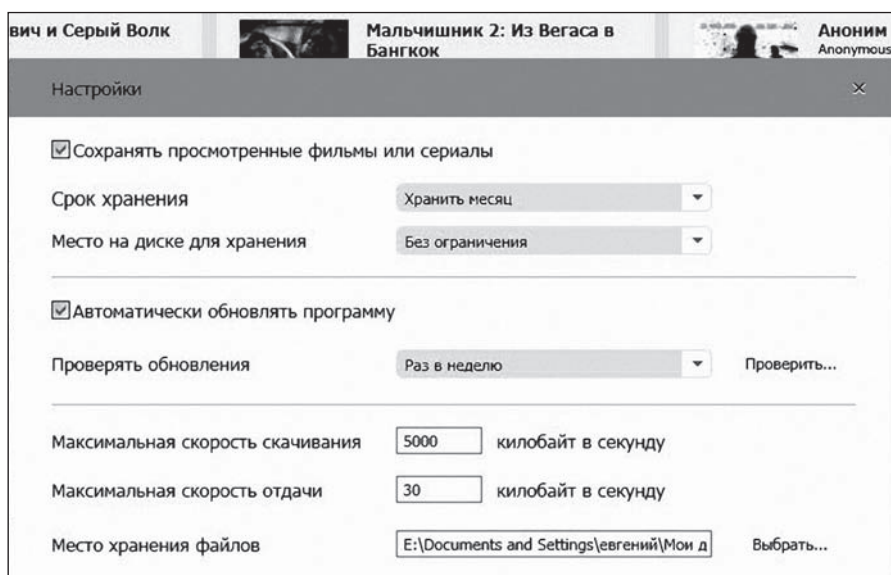 вич и Серый Волк
Мальчишник 2: Из Вегаса в
Бангкок
Аноним
Anonymous
Настройки
Сохранять просмотренные фильмы или сериалы
Срок хранения Хранить месяц
Место на диске для хранения Без ограничения
Автоматически обновлять программу
Проверять обновления Раз в неделю Проверить...
Максимальная скорость скачивания 5000 килобайт в секунду
Максимальная скорость отдачи 30 килобайт в секунду
Место хранения файлов E:\Documents and Settings\евгений\Мои д Выбрать...